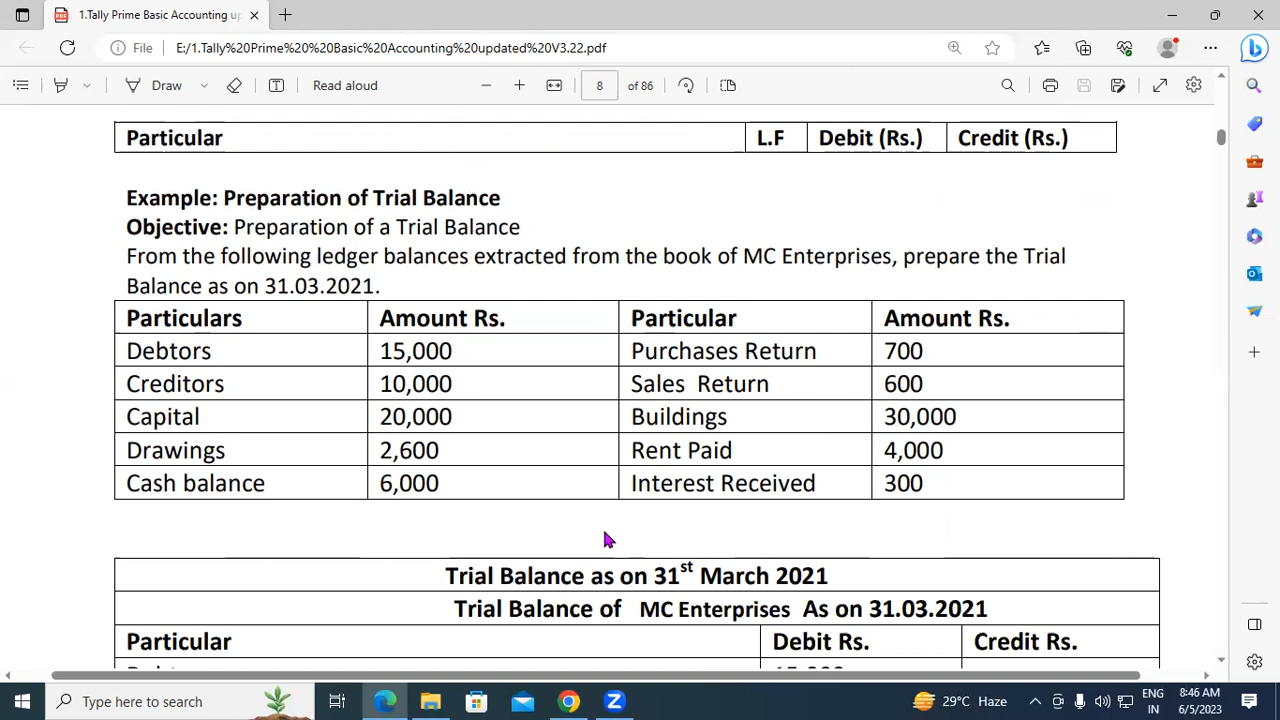 1.Tally Prime Basic Accounting up
File E:/1.Tally%20Prime%20%20Basic%20Accounting%20updated%20V3.22.pdf
Draw Read aloud 8 of 86
Particular L.F Debit (Rs.) Credit (Rs.)
Example: Preparation of Trial Balance
Objective: Preparation of a Trial Balance
From the following ledger balances extracted from the book of MC Enterprises, prepare the Trial
Balance as on 31.03.2021.
Particulars Amount Rs. Particular Amount Rs.
Debtors 15,000 Purchases Return 700
Creditors 10,000 Sales Return 600
Capital 20,000 Buildings 30,000
Drawings 2,600 Rent Paid 4,000
Cash balance 6,000 Interest Received 300
Trial Balance as on 31st March 2021
Trial Balance of MC Enterprises As on 31.03.2021
Particular Debit Rs. Credit Rs.
Type here to search 29°C Haze ENG 8:46 AM
IN 6/5/2023